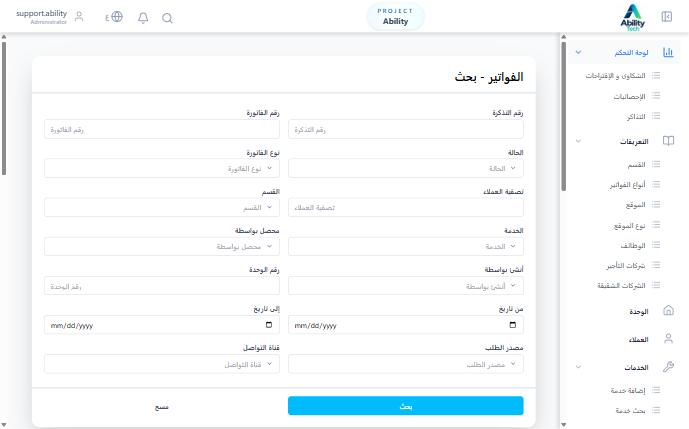 support.ability
Administrator
ع
PROJECT
Ability
Ability
tech
لوحة التحكم
الشكاوى و الإقتراحات
الإحصائيات
التذاكر
التعريفات
القسم
أنواع الفواتير
الموقع
نوع الموقع
الوظائف
شركات التأجير
الشركات الشقيقة
الوحدة
العملاء
الخدمات
إضافة خدمة
بحث خدمة
الفواتير - بحث
رقم التذكرة
رقم التذكرة
رقم الفاتورة
رقم الفاتورة
الحالة
الحالة
نوع الفاتورة
نوع الفاتورة
تصفية العملاء
تصفية العملاء
القسم
القسم
الخدمة
الخدمة
محصل بواسطة
محصل بواسطة
أنشئ بواسطة
أنشئ بواسطة
رقم الوحدة
رقم الوحدة
من تاريخ
mm/dd/yyyy
إلى تاريخ
mm/dd/yyyy
مصدر الطلب
مصدر الطلب
قناة التواصل
قناة التواصل
بحث
مسح